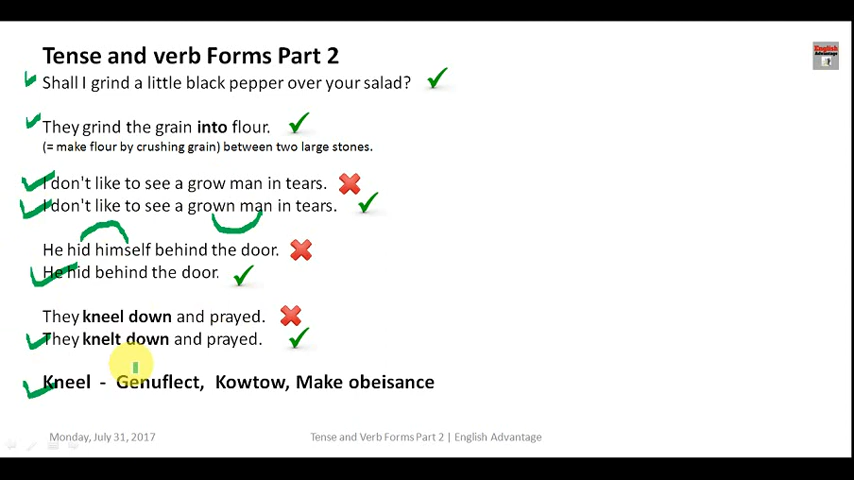 Tense and verb Forms Part 2
English
Advantage
Shall I grind a little black pepper over your salad?
They grind the grain into flour.
(= make flour by crushing grain) between two large stones.
I don't like to see a grow man in tears.
I don't like to see a grown man in tears.
He hid himself behind the door.
He hid behind the door.
They kneel down and prayed.
They knelt down and prayed.
Kneel - Genuflect, Kowtow, Make obeisance
Monday, July 31, 2017
Tense and Verb Forms Part 2 | English Advantage